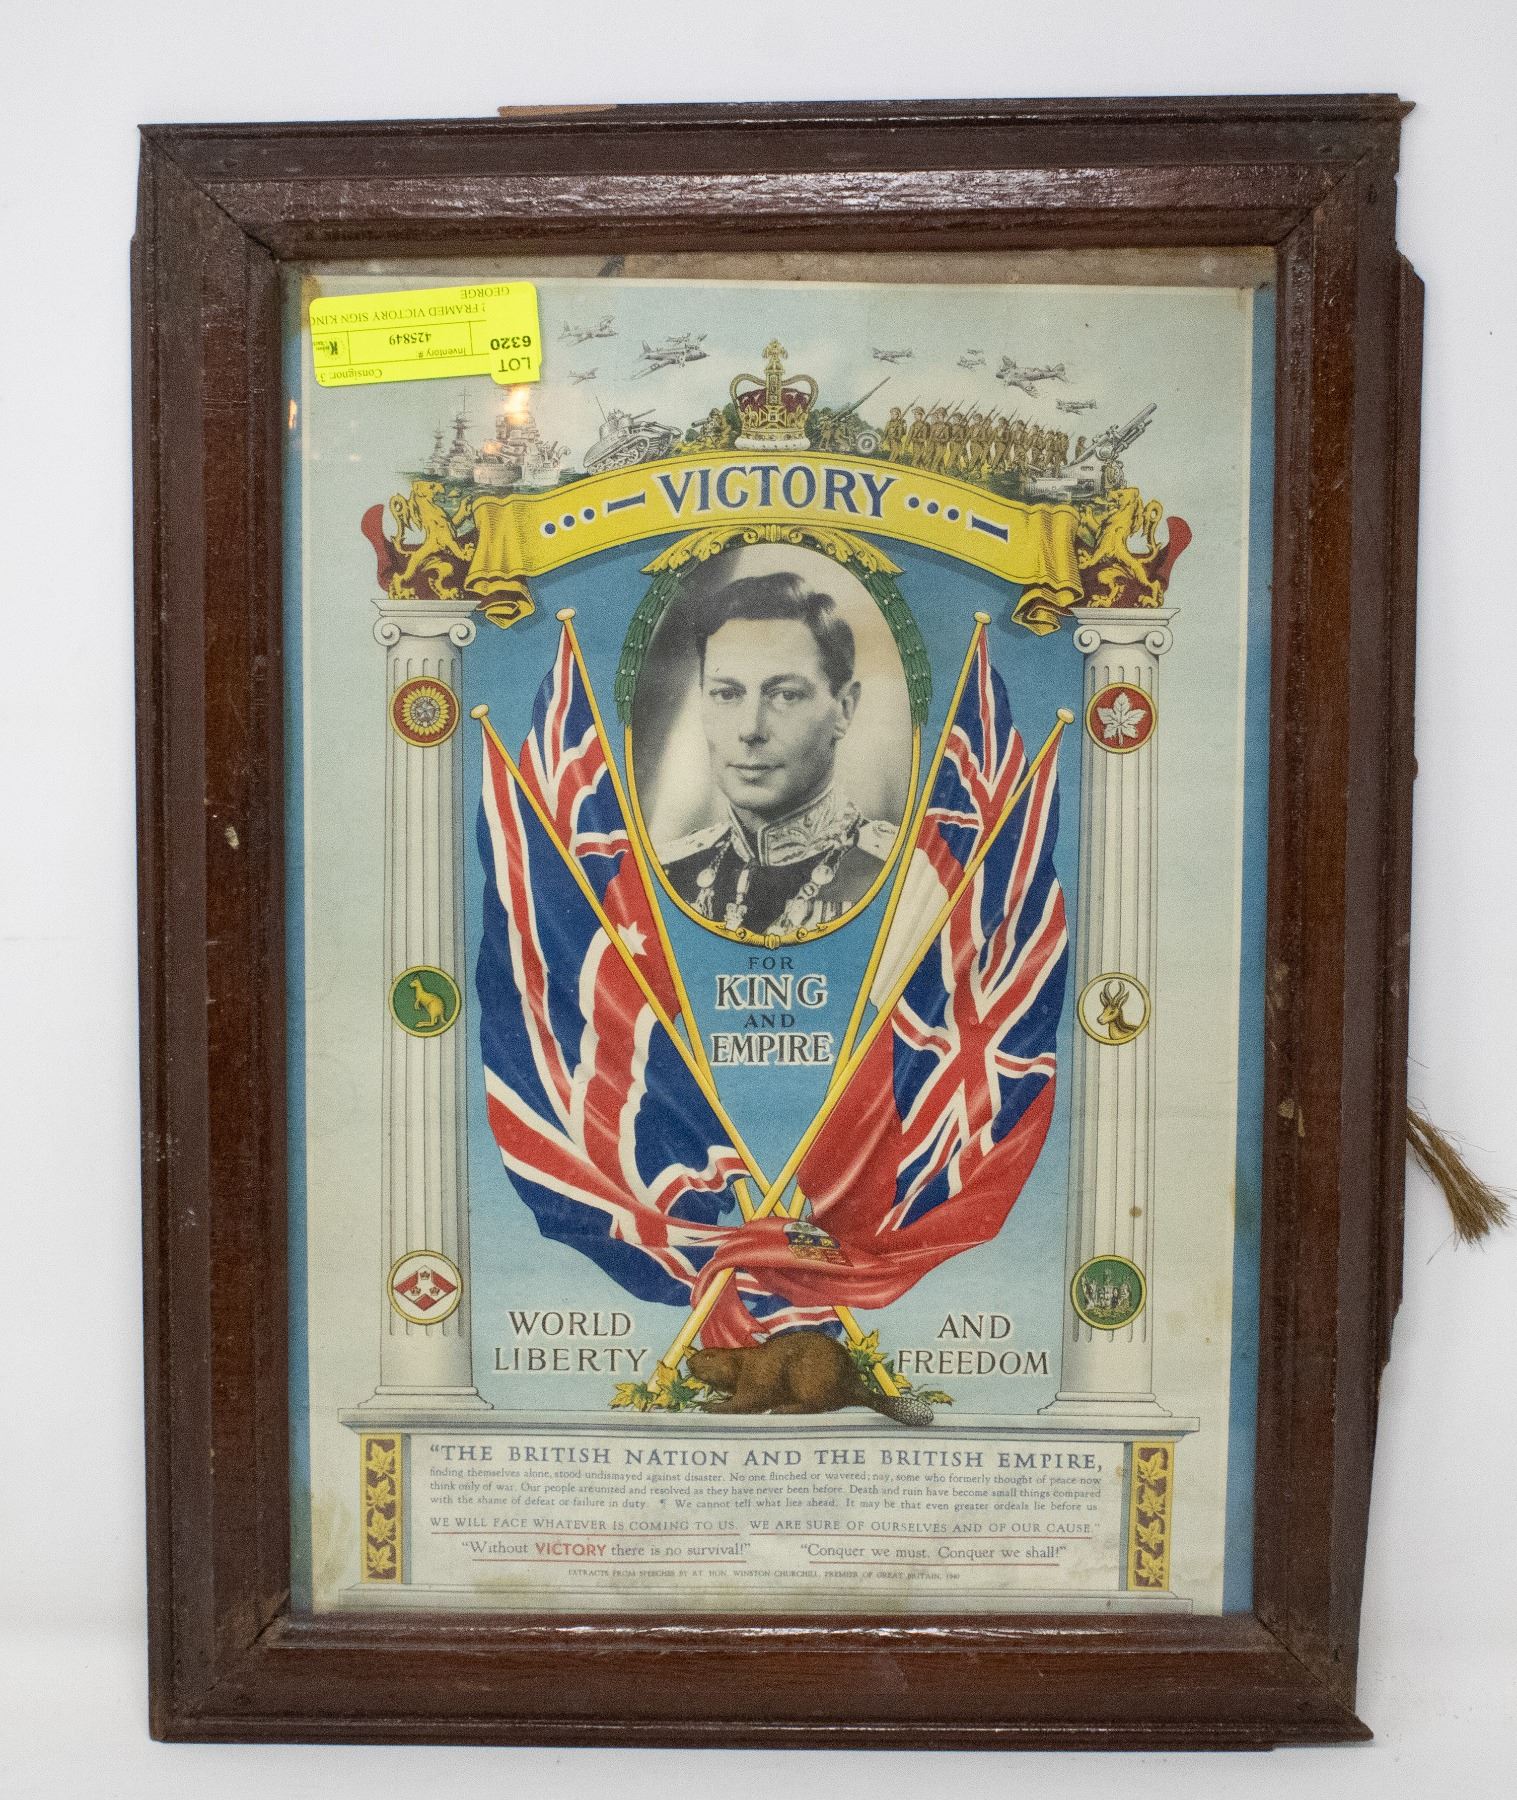 LOT
6320
Consignor: 3
Inventory #
425849
FRAMED VICTORY SIGN KING
GEORGE
...— VICTORY ...—
FOR
KING
AND
EMPIRE
WORLD
LIBERTY
AND
FREEDOM
"THE BRITISH NATION AND THE BRITISH EMPIRE,
finding themselves alone, stood undismayed against disaster. No one flinched or wavered; nay, some who formerly thought of peace now
think only of war. Our people are united and resolved as they have never been before. Death and ruin have become small things compared
with the shame of defeat or failure in duty. ¶ We cannot tell what lies ahead. It may be that even greater ordeals lie before us.
WE WILL FACE WHATEVER IS COMING TO US. WE ARE SURE OF OURSELVES AND OF OUR CAUSE."
"Without VICTORY there is no survival!" "Conquer we must. Conquer we shall!"
EXTRACTS FROM SPEECHES BY RT. HON. WINSTON CHURCHILL, PREMIER OF GREAT BRITAIN, 1940